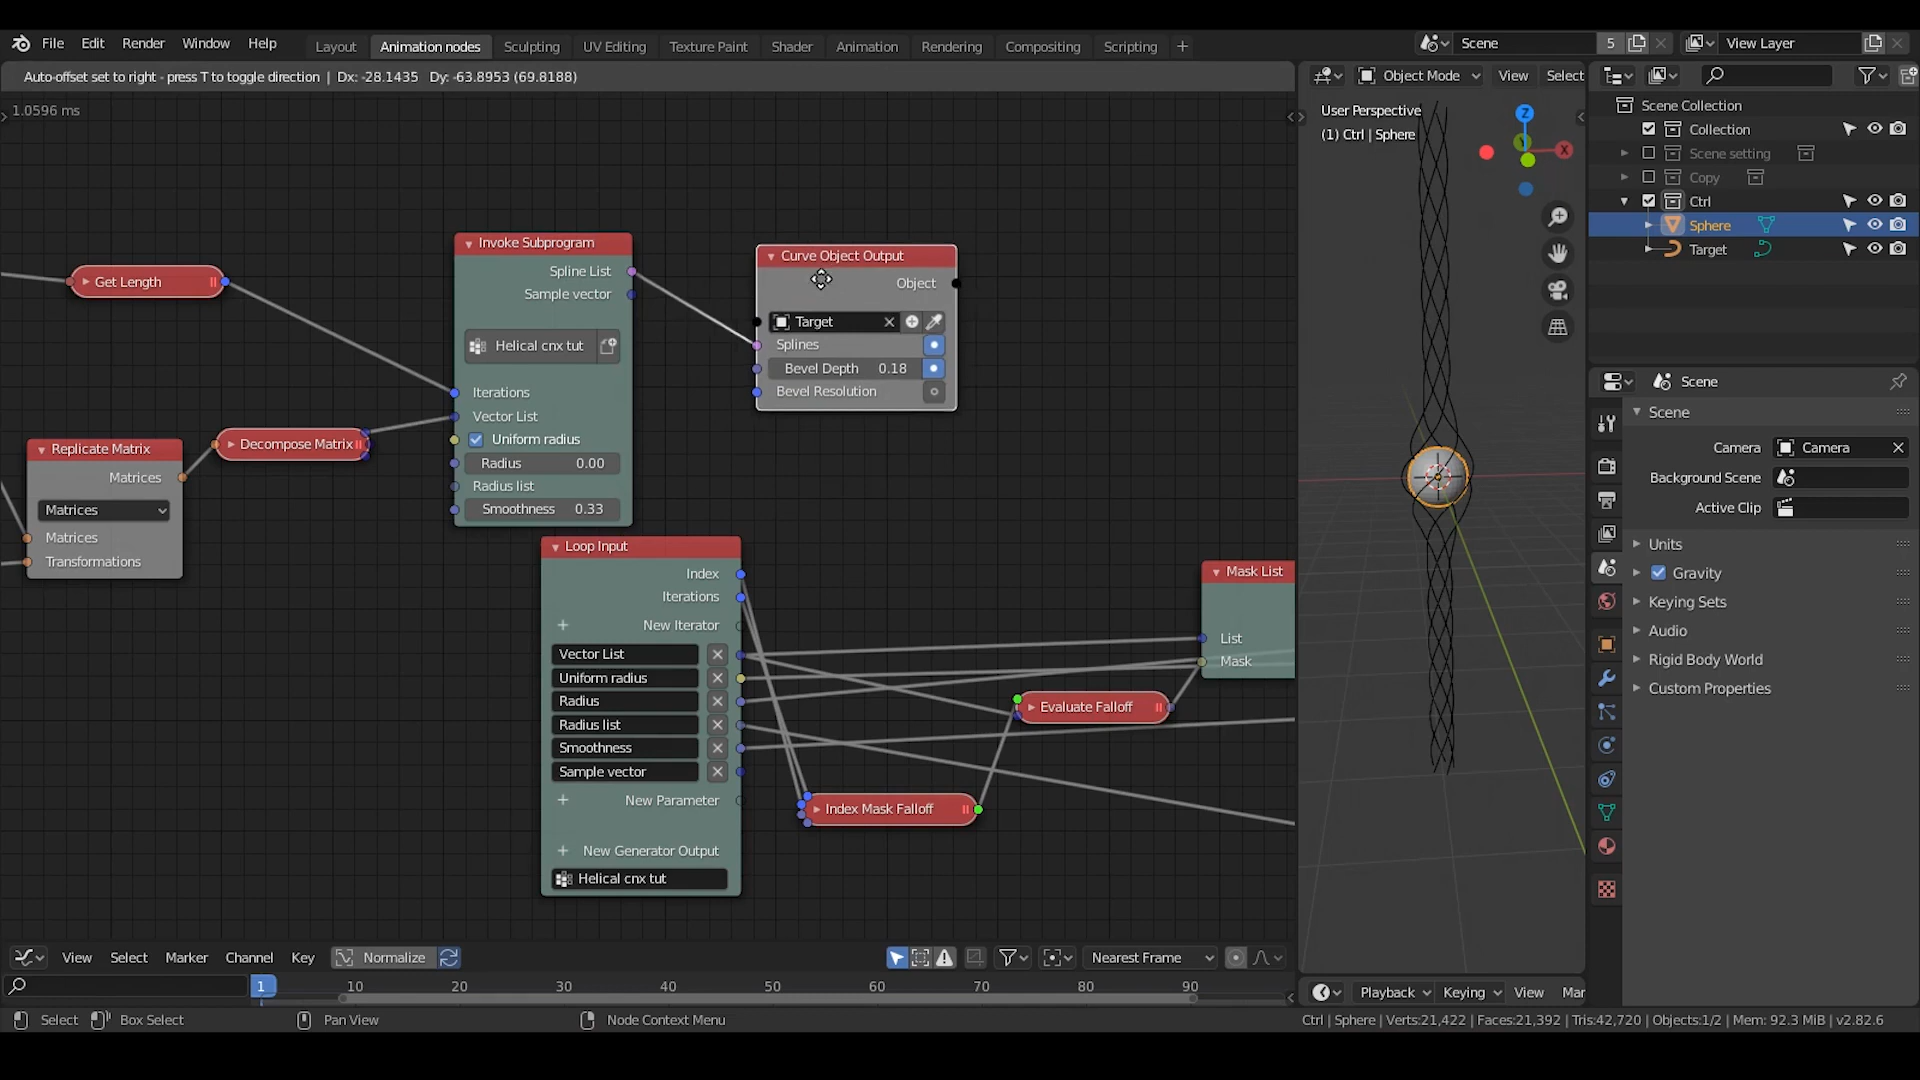 File Edit Render Window Help Layout Animation nodes Sculpting UV Editing Texture Paint Shader Animation Rendering Compositing Scripting + Scene 5 View Layer
Auto-offset set to right - press T to toggle direction | Dx: -28.1435 Dy: -63.8953 (69.8188)
Object Mode View Select
1.0596 ms
User Perspective
(1) Ctrl | Sphere
Z
Y
X
Scene Collection
Collection
Scene setting
Copy
Ctrl
Sphere
Target
Get Length
Invoke Subprogram
Spline List
Sample vector
Helical cnx tut
Iterations
Vector List
Uniform radius
Radius 0.00
Radius list
Smoothness 0.33
Curve Object Output
Object
Target
Splines
Bevel Depth 0.18
Bevel Resolution
Replicate Matrix
Matrices
Matrices
Matrices
Transformations
Decompose Matrix
Loop Input
Index
Iterations
New Iterator
Vector List
Uniform radius
Radius
Radius list
Smoothness
Sample vector
New Parameter
New Generator Output
Helical cnx tut
Mask List
List
Mask
Evaluate Falloff
Index Mask Falloff
Scene
Scene
Camera Camera
Background Scene
Active Clip
Units
Gravity
Keying Sets
Audio
Rigid Body World
Custom Properties
View Select Marker Channel Key Normalize Nearest Frame
1 10 20 30 40 50 60 70 80 90
Playback Keying View Mar
Select Box Select Pan View Node Context Menu
Ctrl | Sphere | Verts:21,422 | Faces:21,392 | Tris:42,720 | Objects:1/2 | Mem: 92.3 MiB | v2.82.6